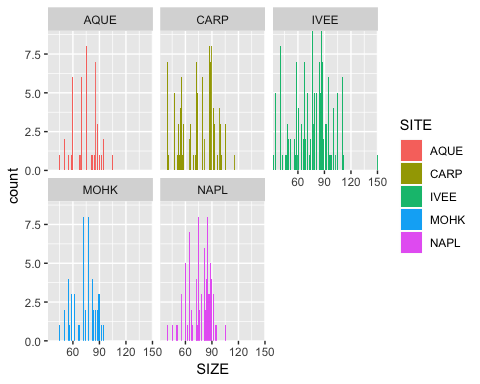 AQUE CARP IVEE
7.5
5.0
2.5
0.0
MOHK NAPL
60 90 120 150
7.5
5.0
2.5
0.0
60 90 120 150 60 90 120 150
count
SIZE
SITE
AQUE
CARP
IVEE
MOHK
NAPL